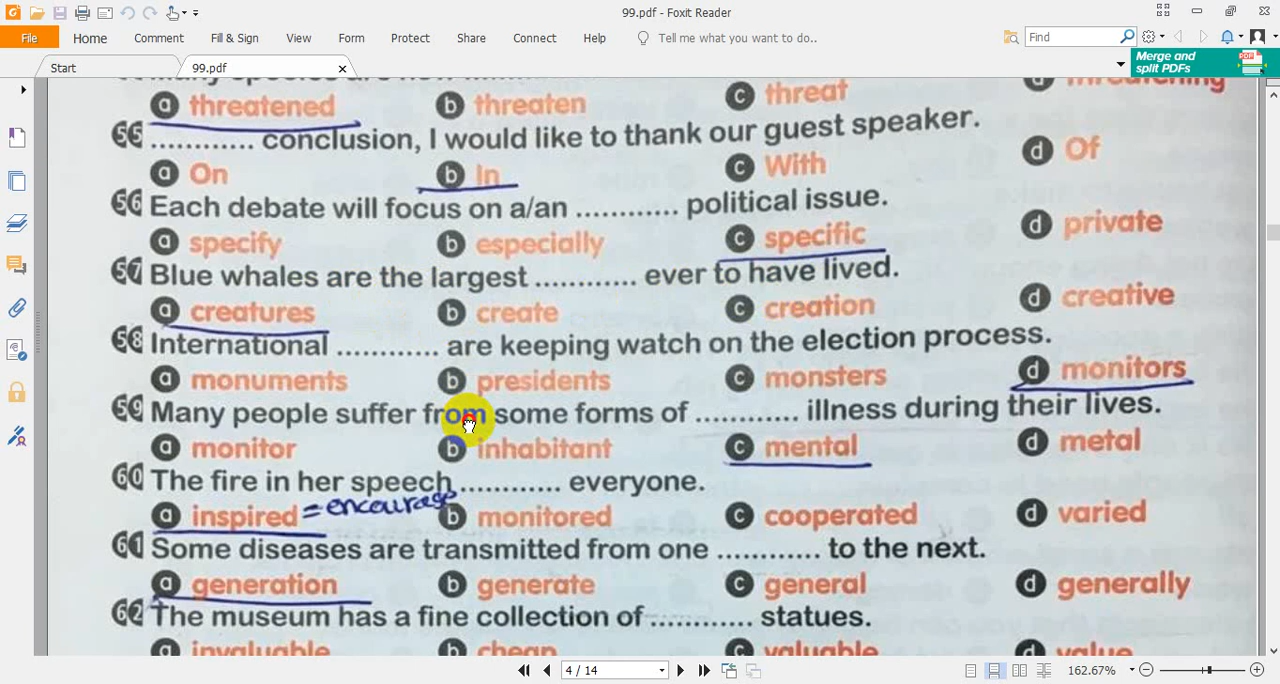 99.pdf - Foxit Reader
File Home Comment Fill & Sign View Form Protect Share Connect Help Tell me what you want to do.. Find
Start 99.pdf Merge and split PDFs
a threatened b threaten c threat d threatening
55 ............ conclusion, I would like to thank our guest speaker.
a On b In c With d Of
56 Each debate will focus on a/an ............ political issue.
a specify b especially c specific d private
57 Blue whales are the largest ............ ever to have lived.
a creatures b create c creation d creative
58 International ............ are keeping watch on the election process.
a monuments b presidents c monsters d monitors
59 Many people suffer from some forms of ............ illness during their lives.
a monitor b inhabitant c mental d metal
60 The fire in her speech ............ everyone.
a inspired = encourage b monitored c cooperated d varied
61 Some diseases are transmitted from one ............ to the next.
a generation b generate c general d generally
62 The museum has a fine collection of ............ statues.
a invaluable b cheap c valuable d value
4 / 14 162.67%